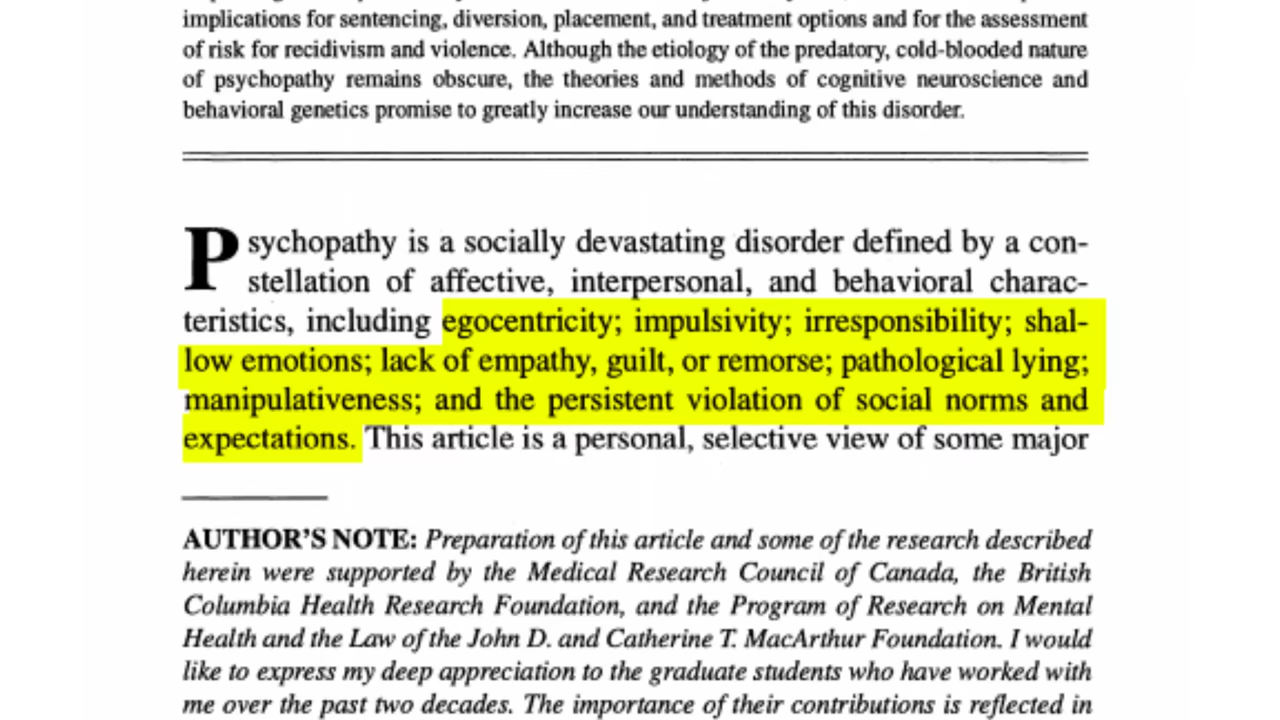 implications for sentencing, diversion, placement, and treatment options and for the assessment
of risk for recidivism and violence. Although the etiology of the predatory, cold-blooded nature
of psychopathy remains obscure, the theories and methods of cognitive neuroscience and
behavioral genetics promise to greatly increase our understanding of this disorder.
Psychopathy is a socially devastating disorder defined by a con-
stellation of affective, interpersonal, and behavioral charac-
teristics, including egocentricity; impulsivity; irresponsibility; shal-
low emotions; lack of empathy, guilt, or remorse; pathological lying;
manipulativeness; and the persistent violation of social norms and
expectations. This article is a personal, selective view of some major
AUTHOR'S NOTE: Preparation of this article and some of the research described
herein were supported by the Medical Research Council of Canada, the British
Columbia Health Research Foundation, and the Program of Research on Mental
Health and the Law of the John D. and Catherine T. MacArthur Foundation. I would
like to express my deep appreciation to the graduate students who have worked with
me over the past two decades. The importance of their contributions is reflected in